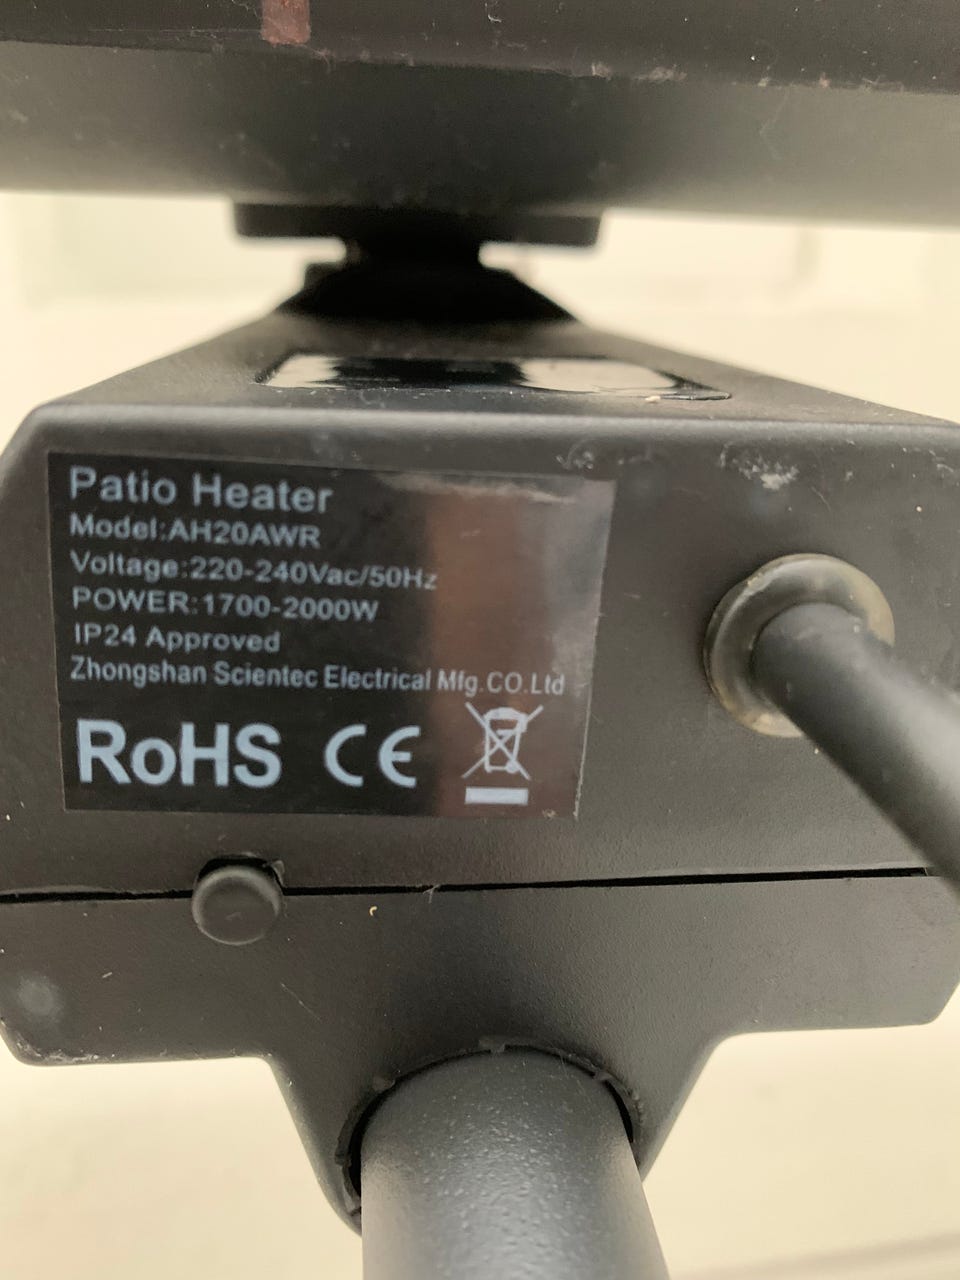 Patio Heater
Model:AH20AWR
Voltage:220-240Vac/50Hz
POWER:1700-2000W
IP24 Approved
Zhongshan Scientec Electrical Mfg.CO.Ltd
RoHS CE